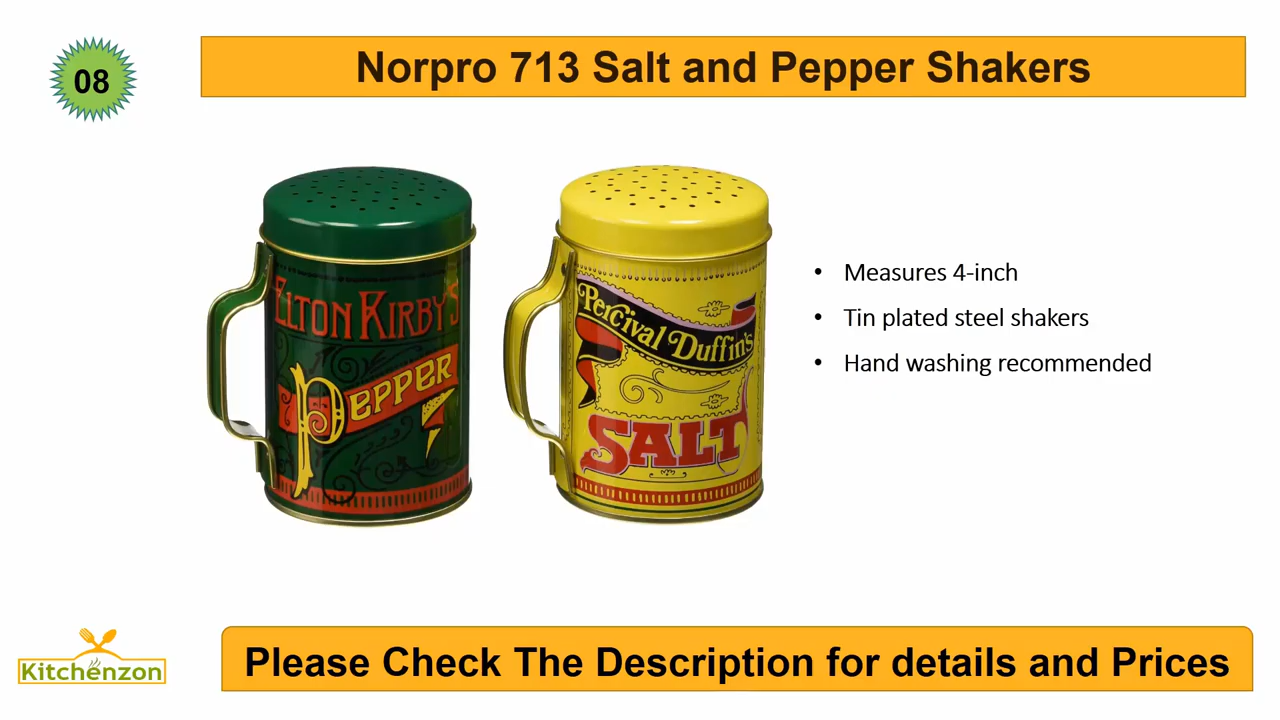 08
Norpro 713 Salt and Pepper Shakers
ELTON KIRBY'S
PEPPER
Percival Duffin's
SALT
• Measures 4-inch
• Tin plated steel shakers
• Hand washing recommended
Kitchenzon
Please Check The Description for details and Prices